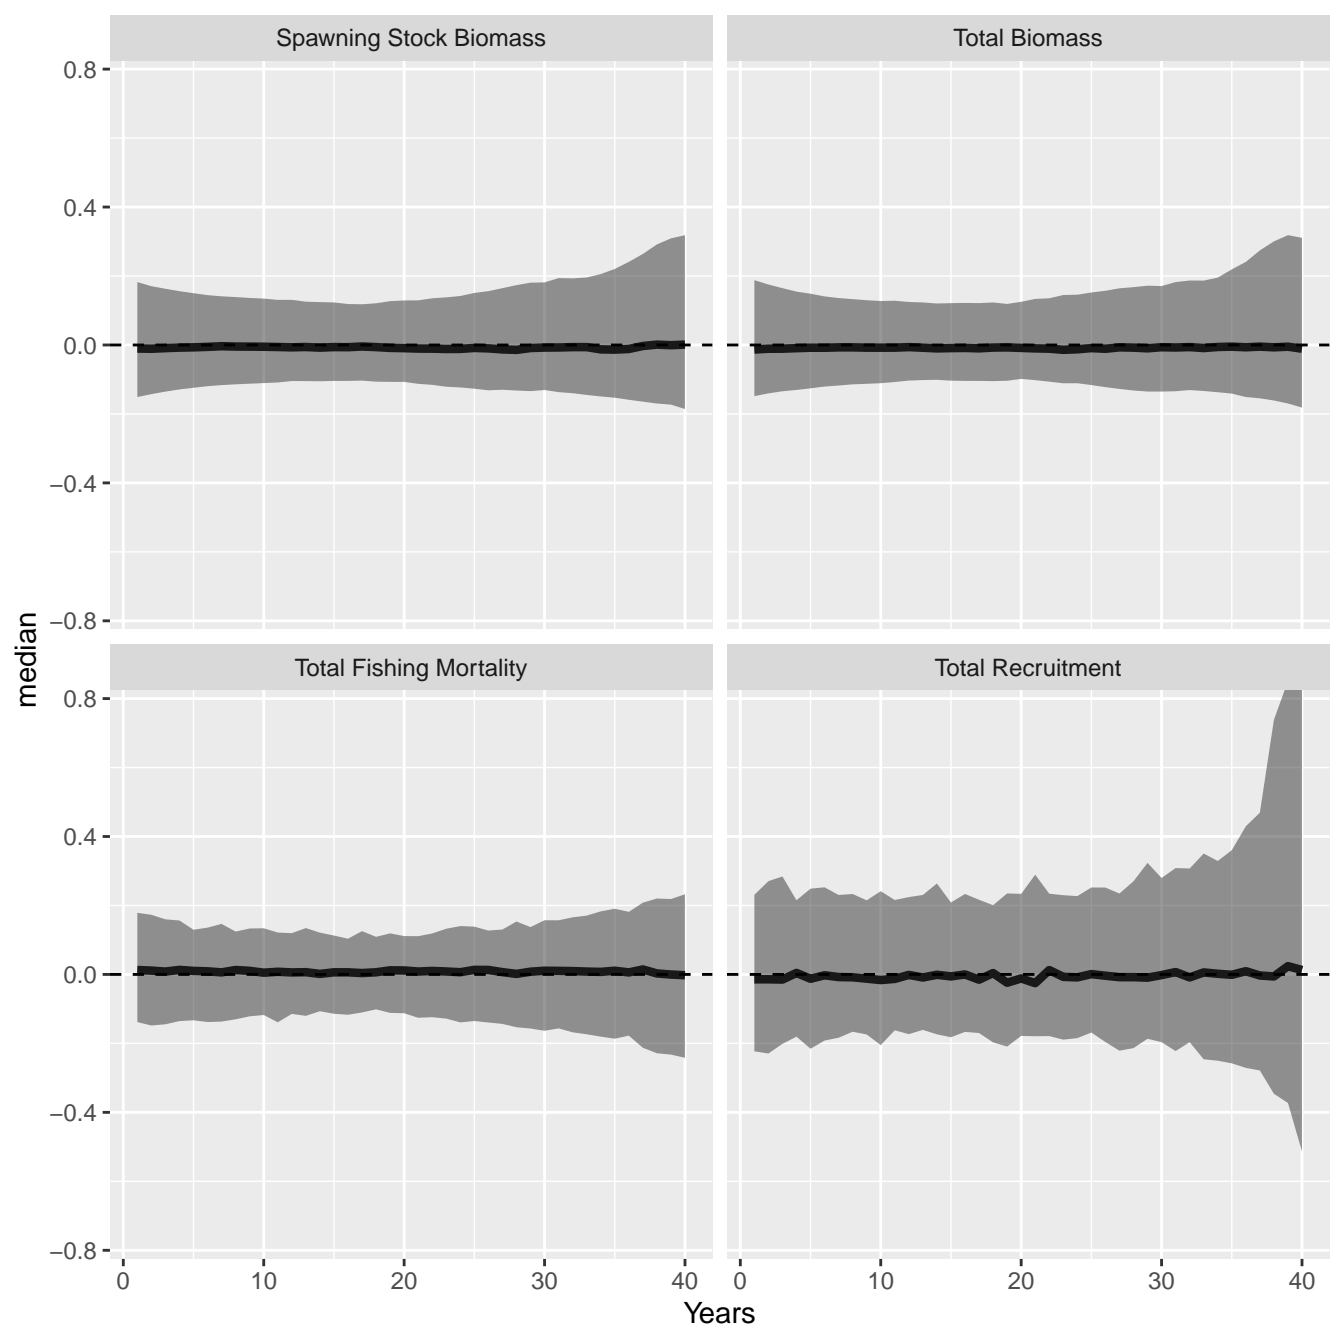 Spawning Stock Biomass
Total Biomass
0.8
0.4
0.0
−0.4
−0.8
median
Total Fishing Mortality
Total Recruitment
0.8
0.4
0.0
−0.4
−0.8
0 10 20 30 40
0 10 20 30 40
Years